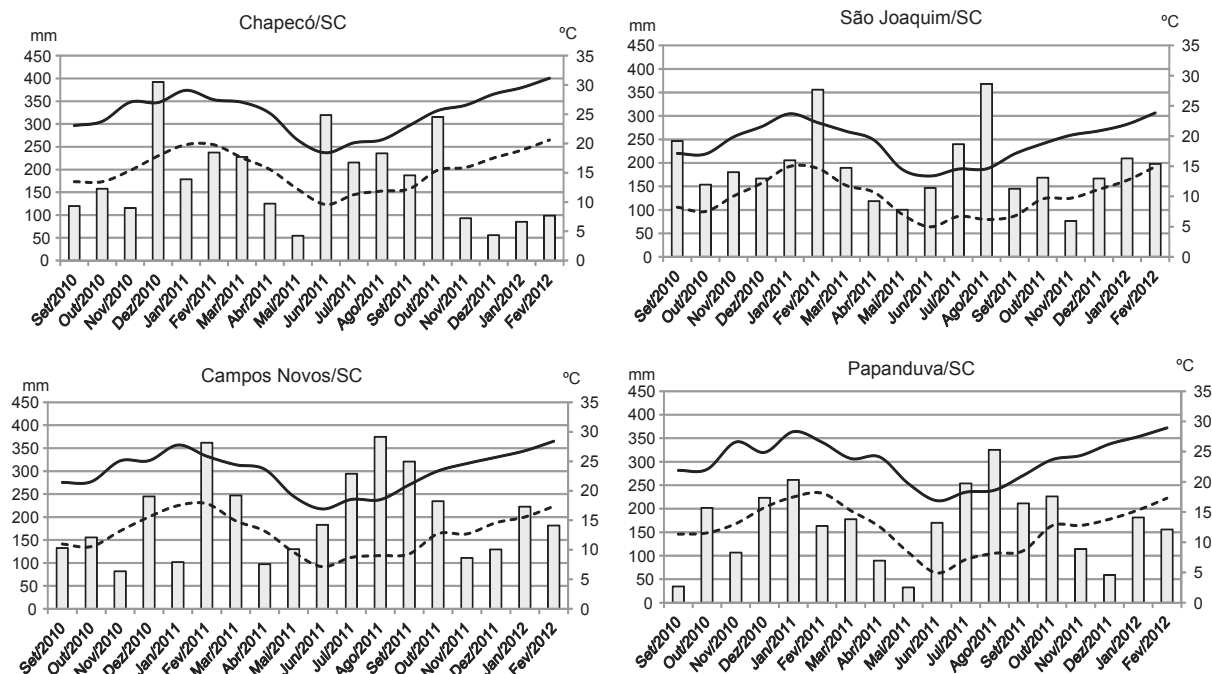 Chapecó/SC
mm
ºC
450
400
350
300
250
200
150
100
50
0
35
30
25
20
15
10
5
0
Set/2010
Out/2010
Nov/2010
Dez/2010
Jan/2011
Fev/2011
Mar/2011
Abr/2011
Mai/2011
Jun/2011
Jul/2011
Ago/2011
Set/2011
Out/2011
Nov/2011
Dez/2011
Jan/2012
Fev/2012
São Joaquim/SC
mm
ºC
450
400
350
300
250
200
150
100
50
0
35
30
25
20
15
10
5
0
Set/2010
Out/2010
Nov/2010
Dez/2010
Jan/2011
Fev/2011
Mar/2011
Abr/2011
Mai/2011
Jun/2011
Jul/2011
Ago/2011
Set/2011
Out/2011
Nov/2011
Dez/2011
Jan/2012
Fev/2012
Campos Novos/SC
mm
ºC
450
400
350
300
250
200
150
100
50
0
35
30
25
20
15
10
5
0
Set/2010
Out/2010
Nov/2010
Dez/2010
Jan/2011
Fev/2011
Mar/2011
Abr/2011
Mai/2011
Jun/2011
Jul/2011
Ago/2011
Set/2011
Out/2011
Nov/2011
Dez/2011
Jan/2012
Fev/2012
Papanduva/SC
mm
ºC
450
400
350
300
250
200
150
100
50
0
35
30
25
20
15
10
5
0
Set/2010
Out/2010
Nov/2010
Dez/2010
Jan/2011
Fev/2011
Mar/2011
Abr/2011
Mai/2011
Jun/2011
Jul/2011
Ago/2011
Set/2011
Out/2011
Nov/2011
Dez/2011
Jan/2012
Fev/2012